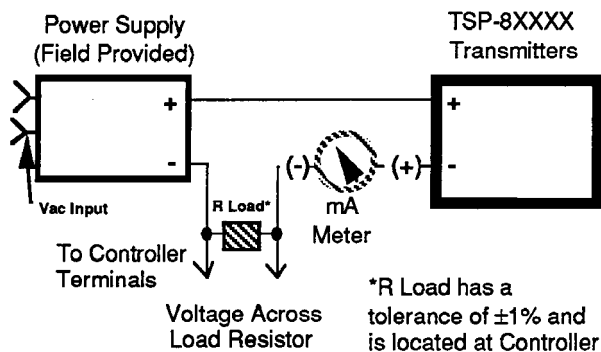 Power Supply
(Field Provided)
TSP-8XXXX
Transmitters
+
+
-
(-)
(+)
-
Vac Input
R Load*
mA
Meter
To Controller
Terminals
Voltage Across
Load Resistor
*R Load has a
tolerance of ±1% and
is located at Controller